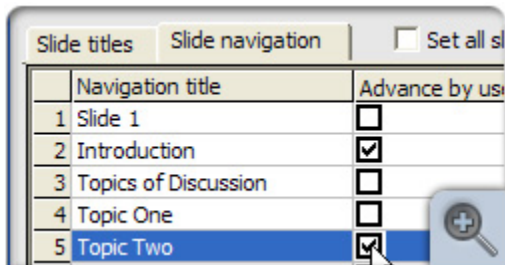 Slide titles Slide navigation Set all sl
Navigation title Advance by use
1 Slide 1
2 Introduction
3 Topics of Discussion
4 Topic One
5 Topic Two